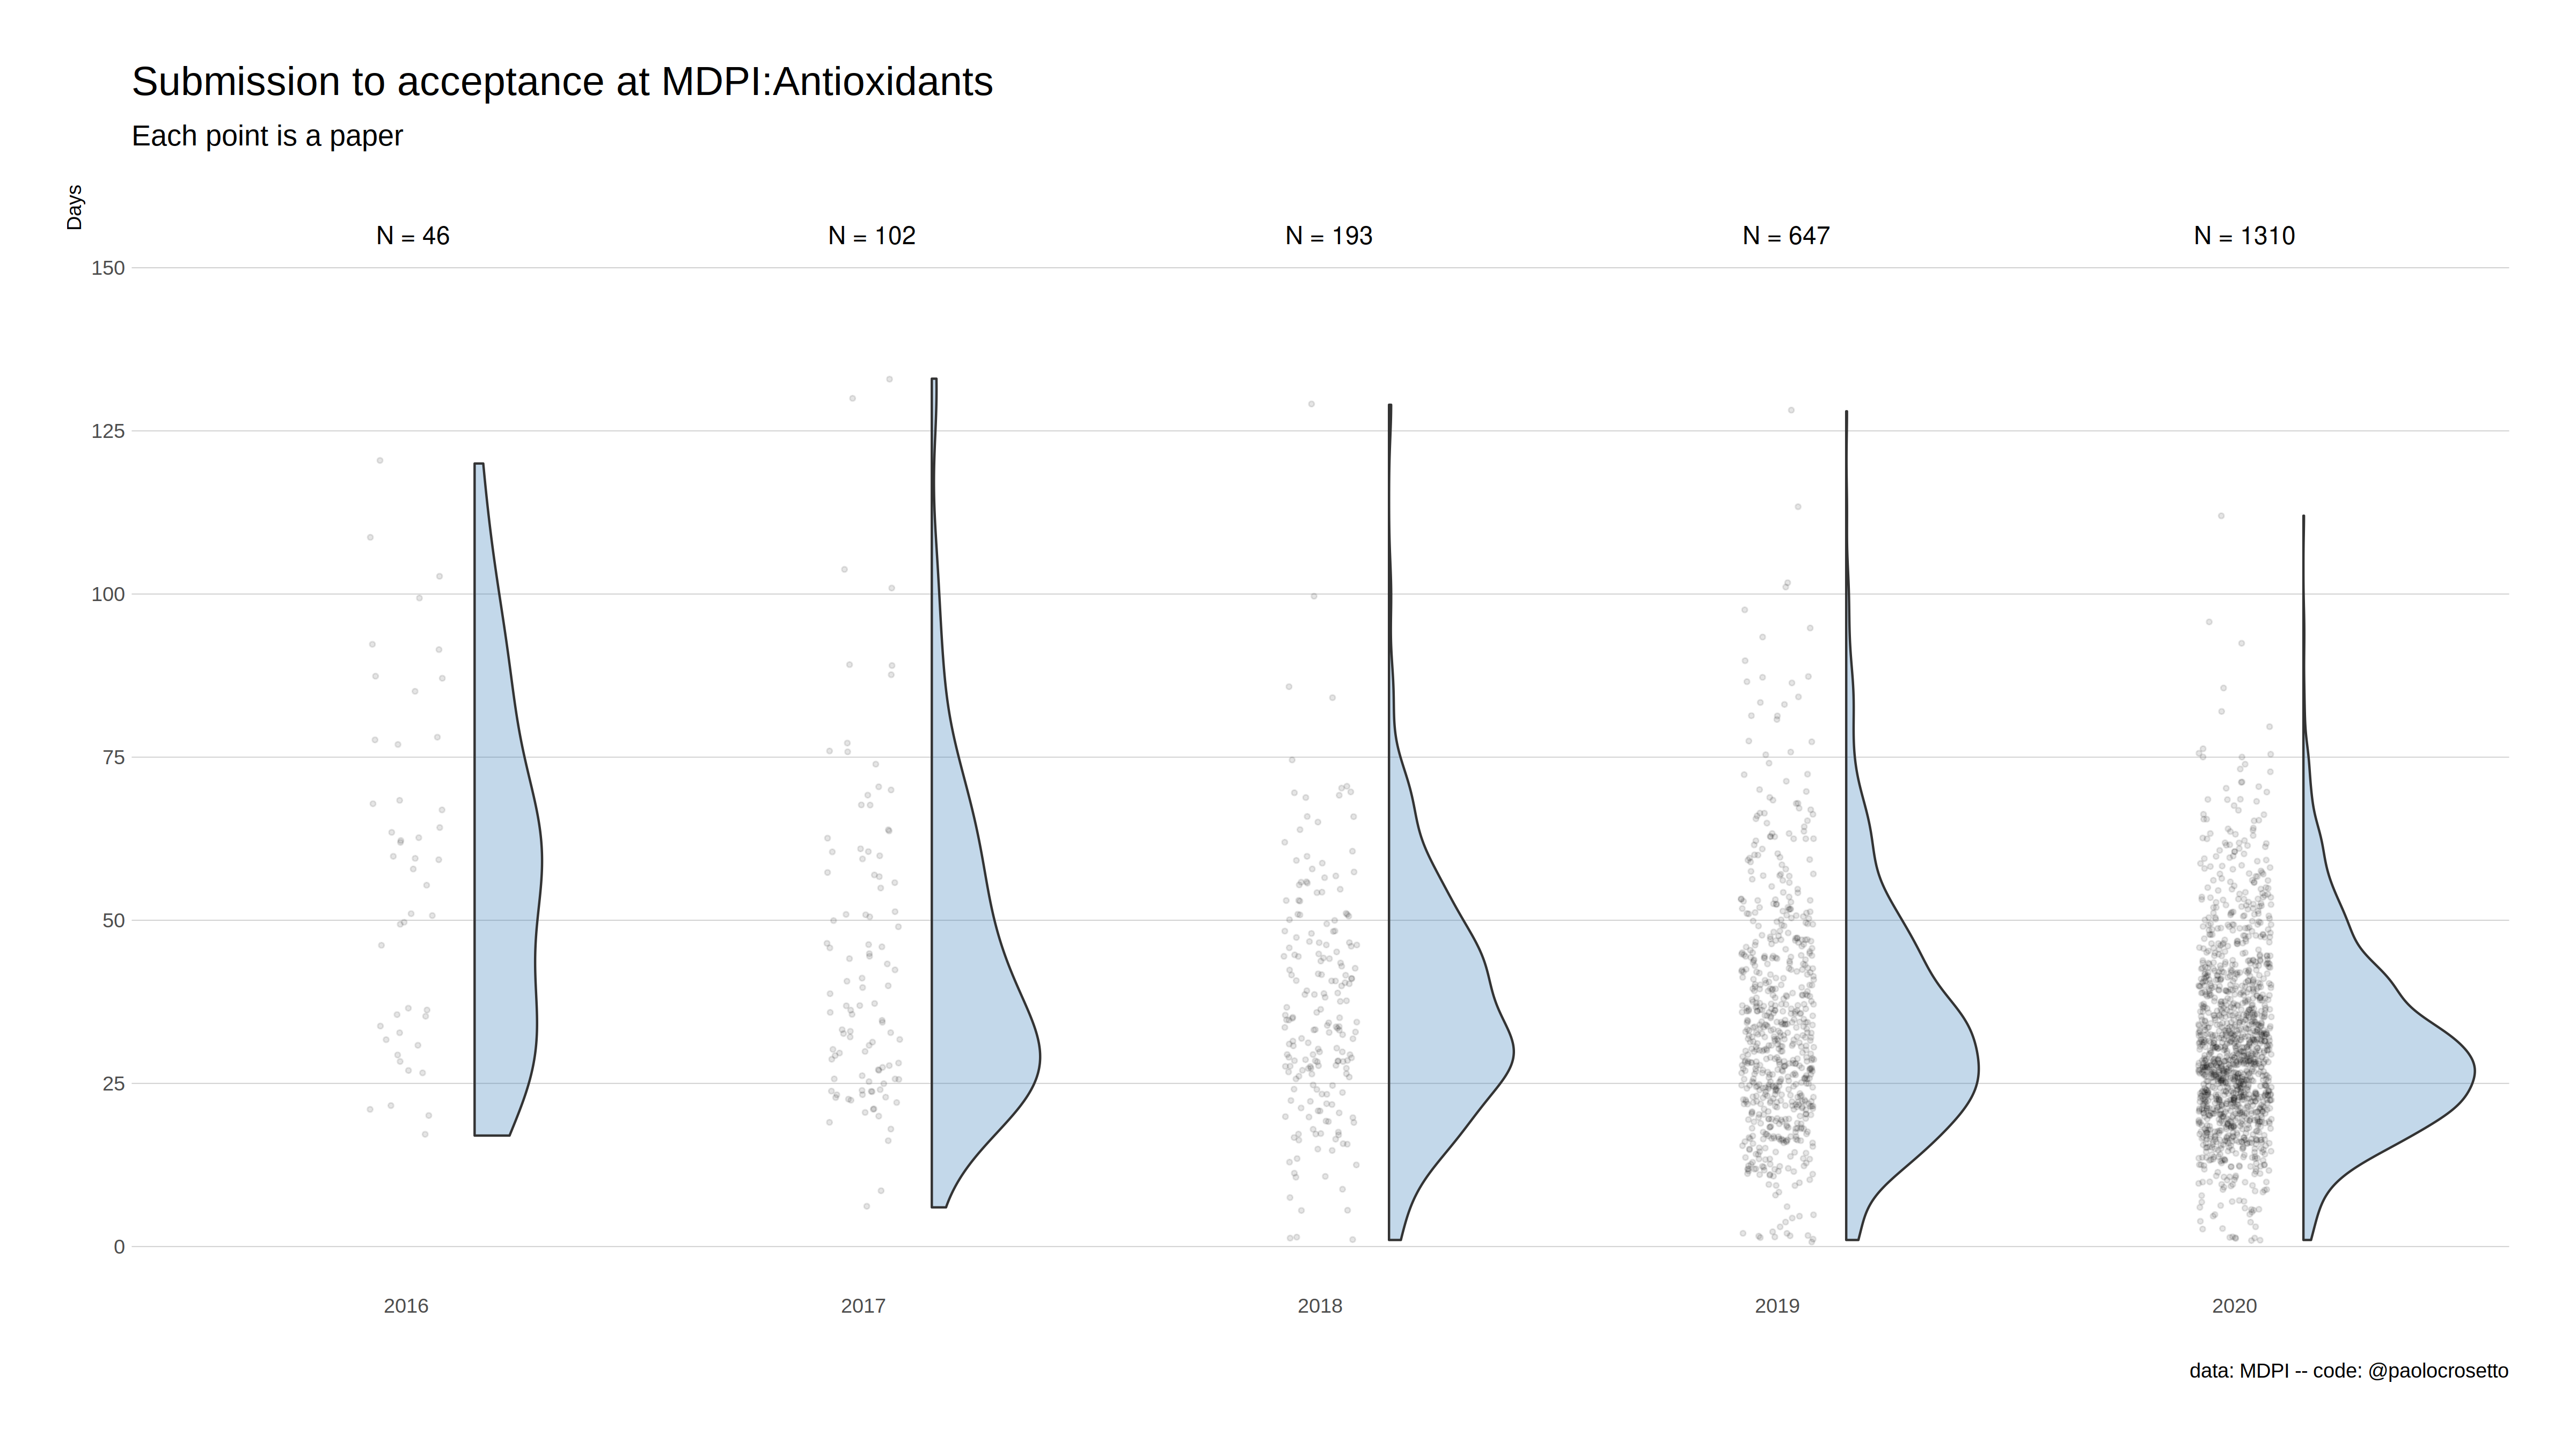 Submission to acceptance at MDPI:Antioxidants
Each point is a paper
Days
N = 46 N = 102 N = 193 N = 647 N = 1310
150
125
100
75
50
25
0
2016 2017 2018 2019 2020
data: MDPI -- code: @paolocrosetto